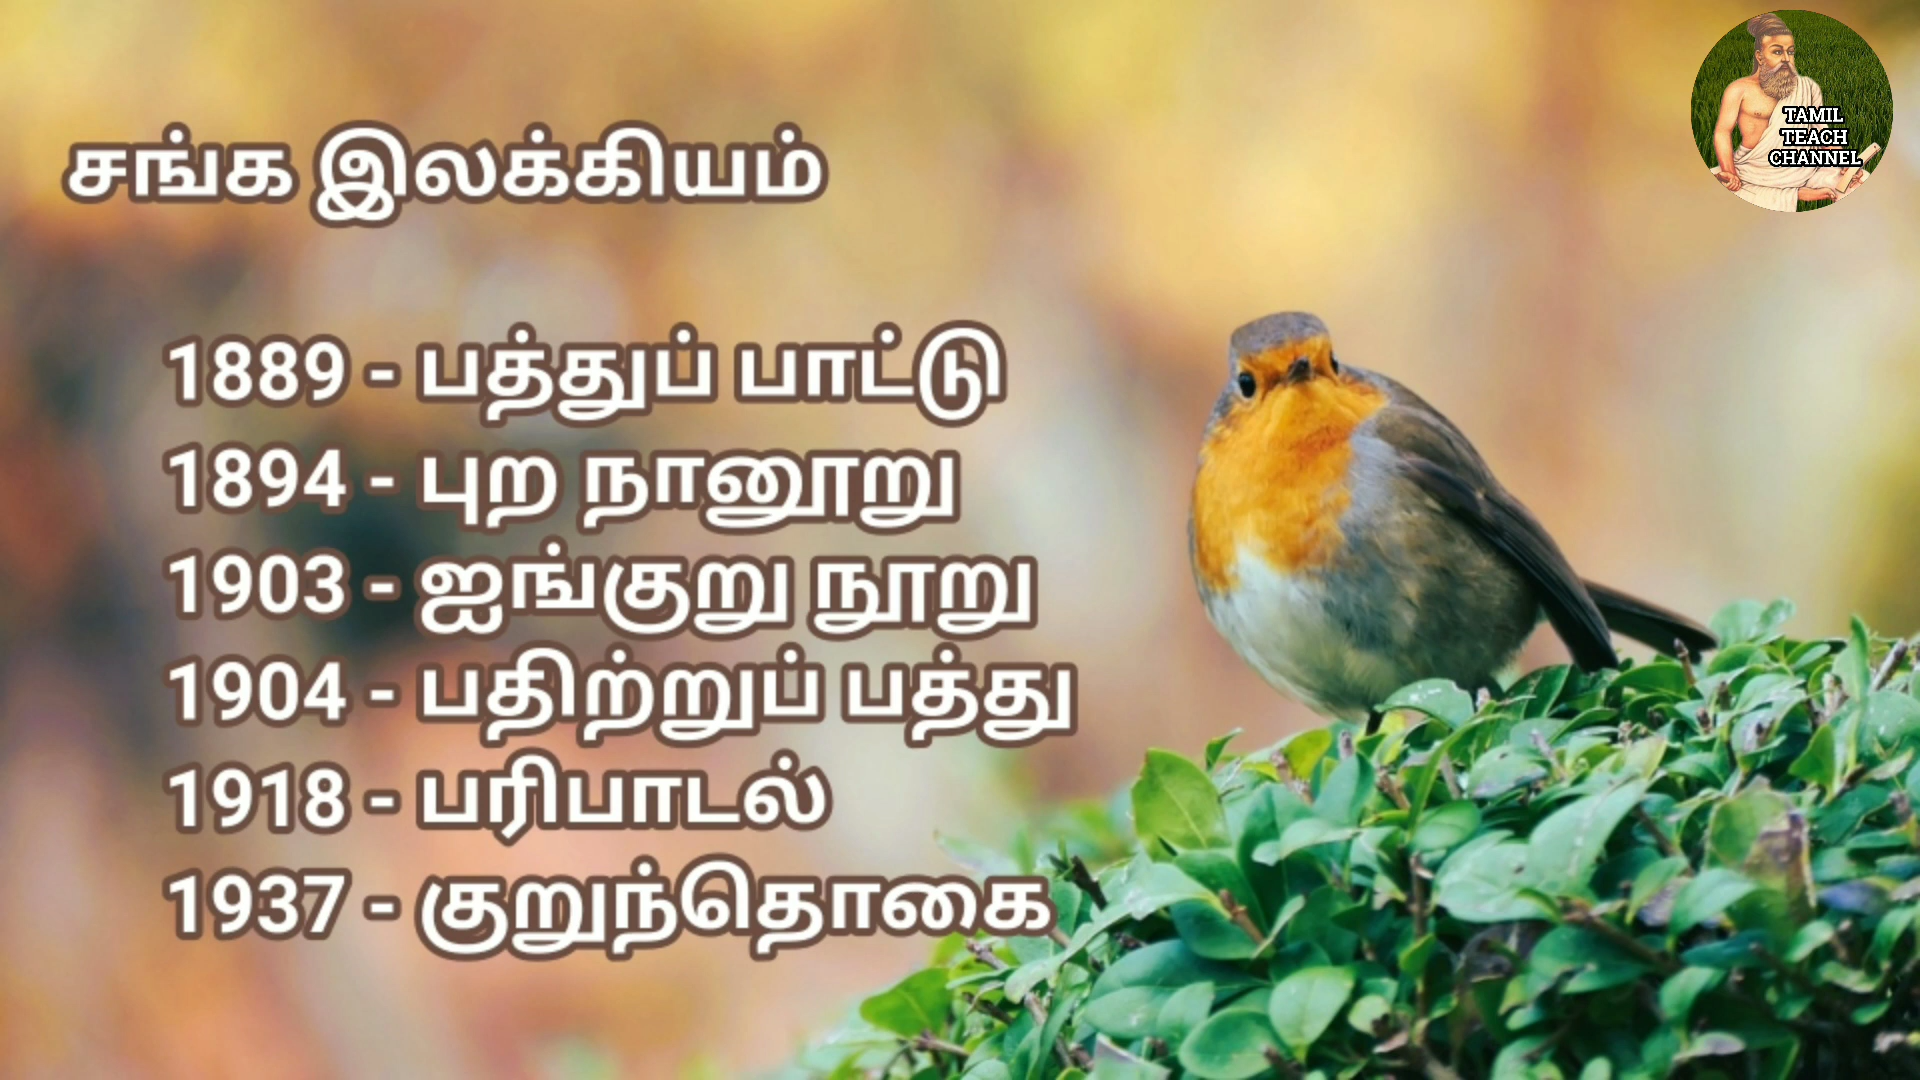 TAMIL
TEACH
CHANNEL
சங்க இலக்கியம்
1889 - பத்துப் பாட்டு
1894 - புற நானூறு
1903 - ஐங்குறு நூறு
1904 - பதிற்றுப் பத்து
1918 - பரிபாடல்
1937 - குறுந்தொகை